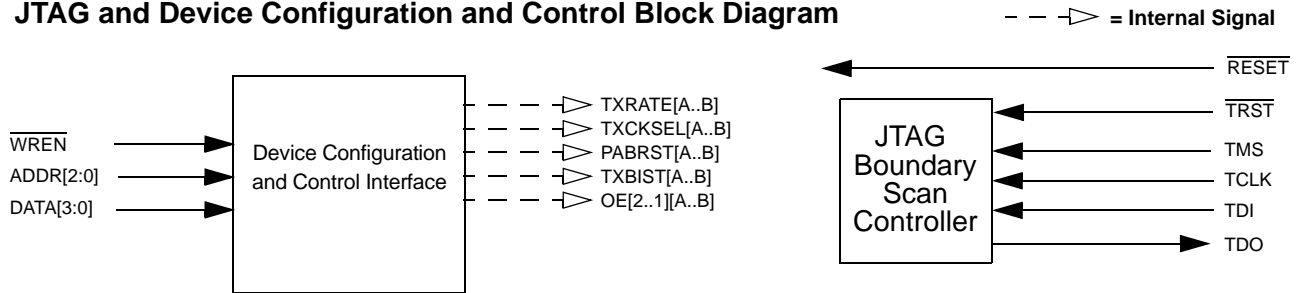 JTAG and Device Configuration and Control Block Diagram
= Internal Signal
WREN
ADDR[2:0]
DATA[3:0]
Device Configuration
and Control Interface
TXRATE[A..B]
TXCKSEL[A..B]
PABRST[A..B]
TXBIST[A..B]
OE[2..1][A..B]
JTAG
Boundary
Scan
Controller
RESET
TRST
TMS
TCLK
TDI
TDO